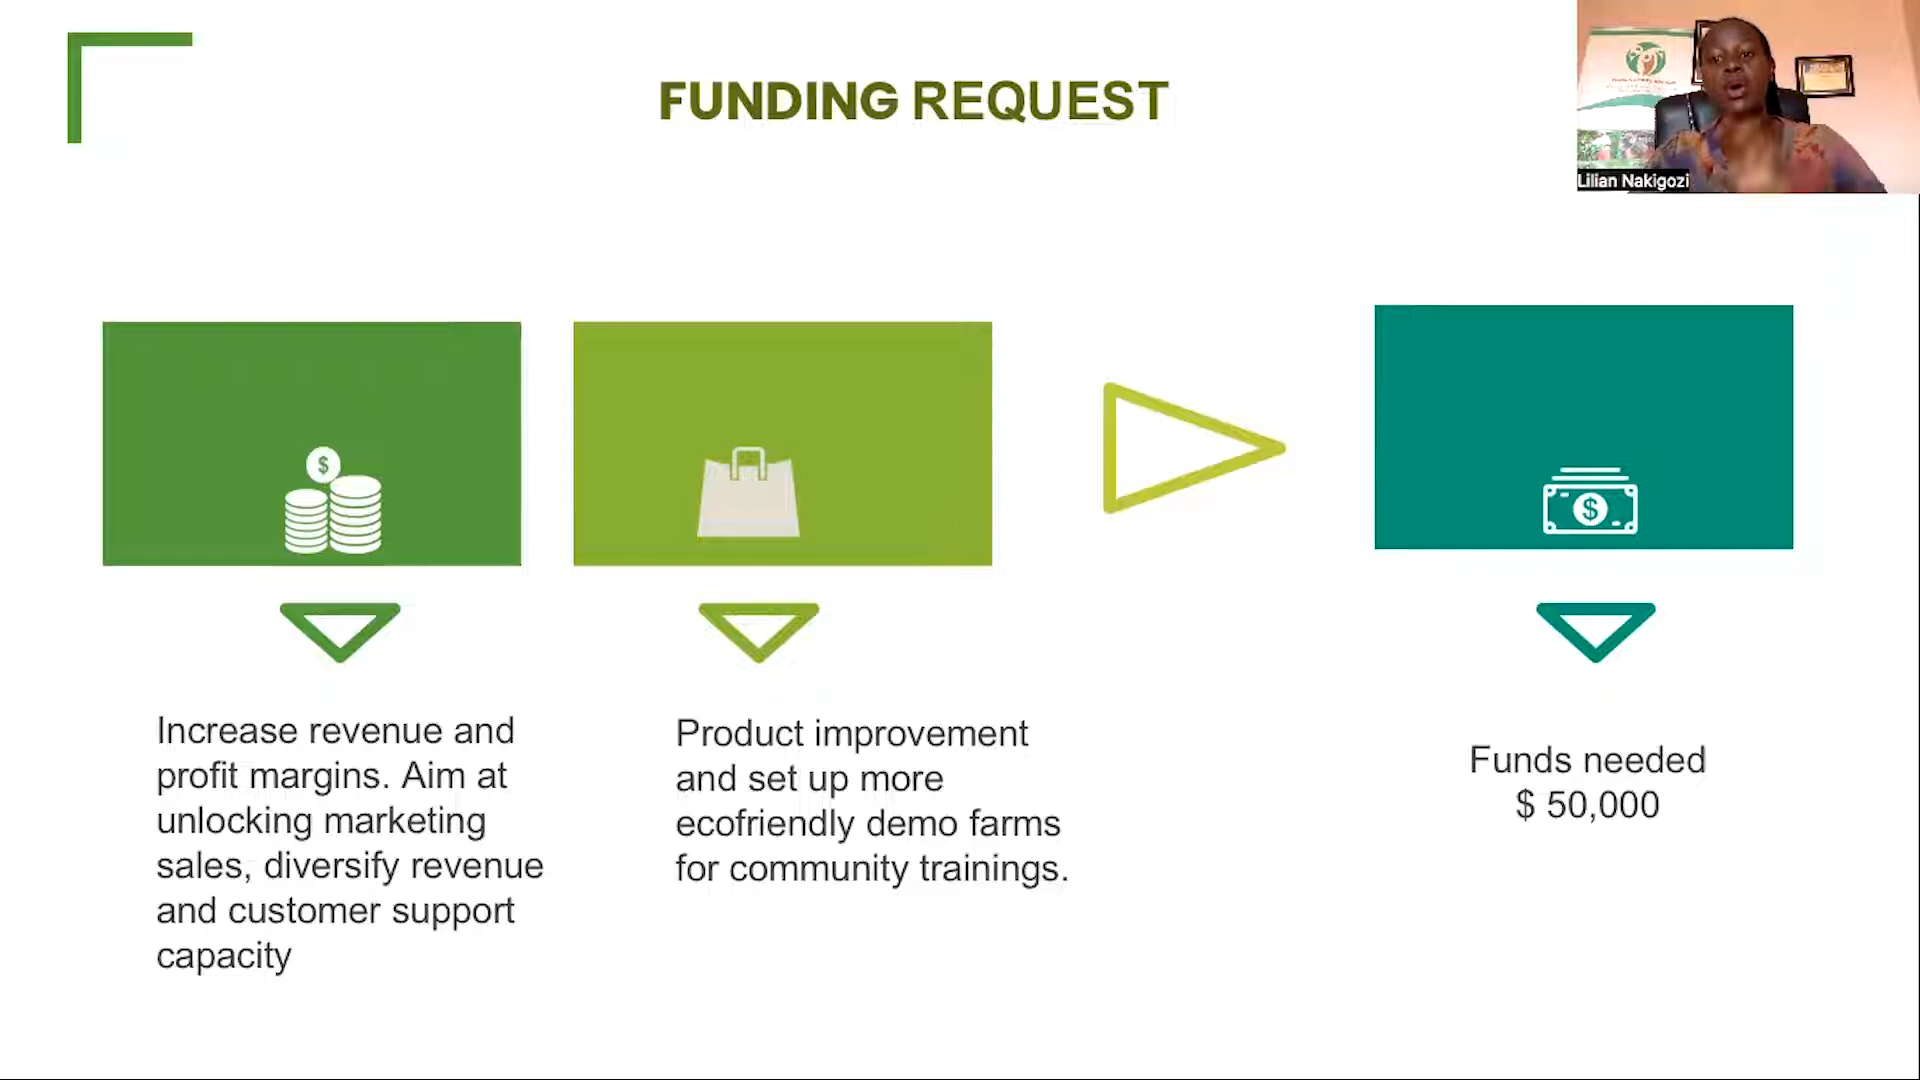 FUNDING REQUEST
Lilian Nakigozi
$
$
Increase revenue and
profit margins. Aim at
unlocking marketing
sales, diversify revenue
and customer support
capacity
Product improvement
and set up more
ecofriendly demo farms
for community trainings.
Funds needed
$ 50,000